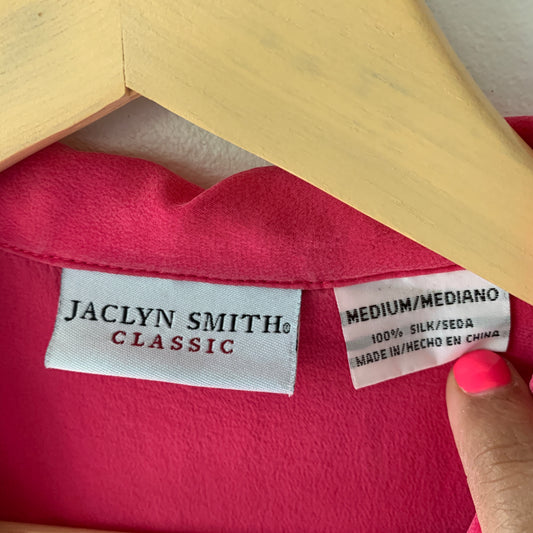 JACLYN SMITH®
CLASSIC
MEDIUM/MEDIANO
100% SILK/SEDA
MADE IN/HECHO EN CHINA